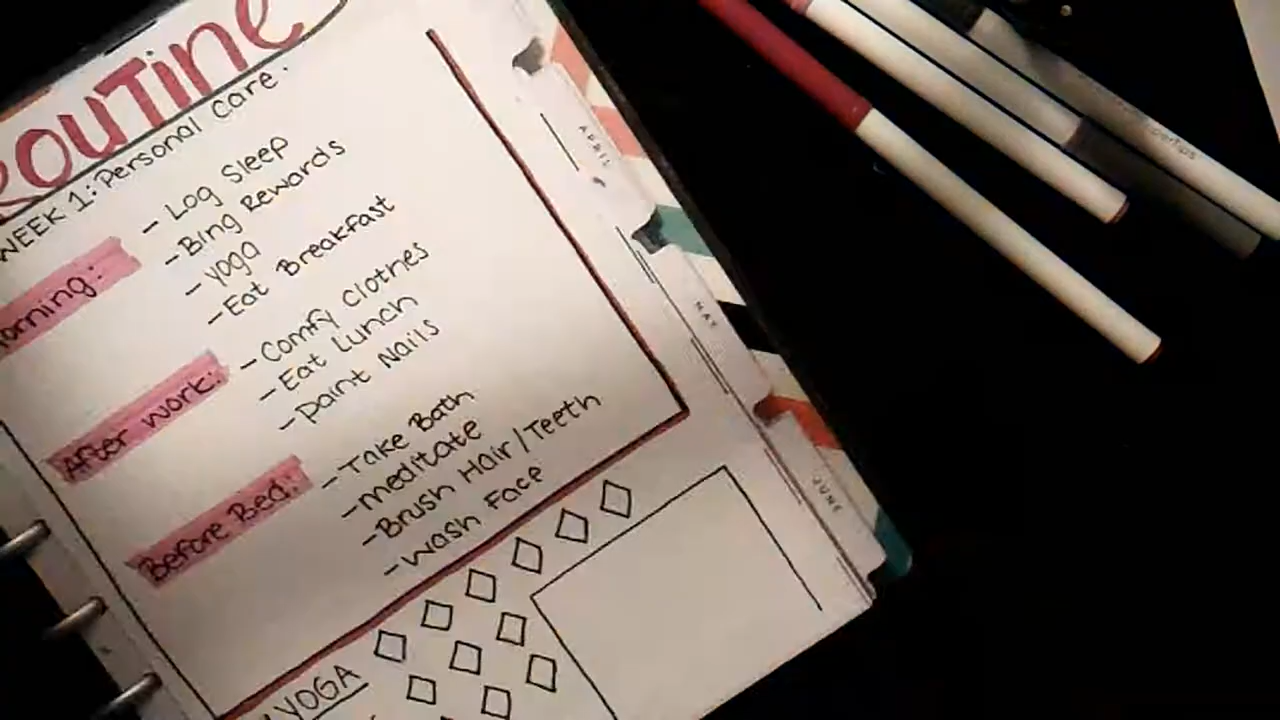 ROUTINE
WEEK 1: Personal Care.
Morning:
- Log Sleep
- Bing Rewards
- Yoga
- Eat Breakfast
After work:
- Comfy Clothes
- Eat Lunch
- Paint Nails
Before Bed:
- Take Bath
- meditate
- Brush Hair/Teeth
- wash Face
YOGA
APRIL
MAY
JUNE